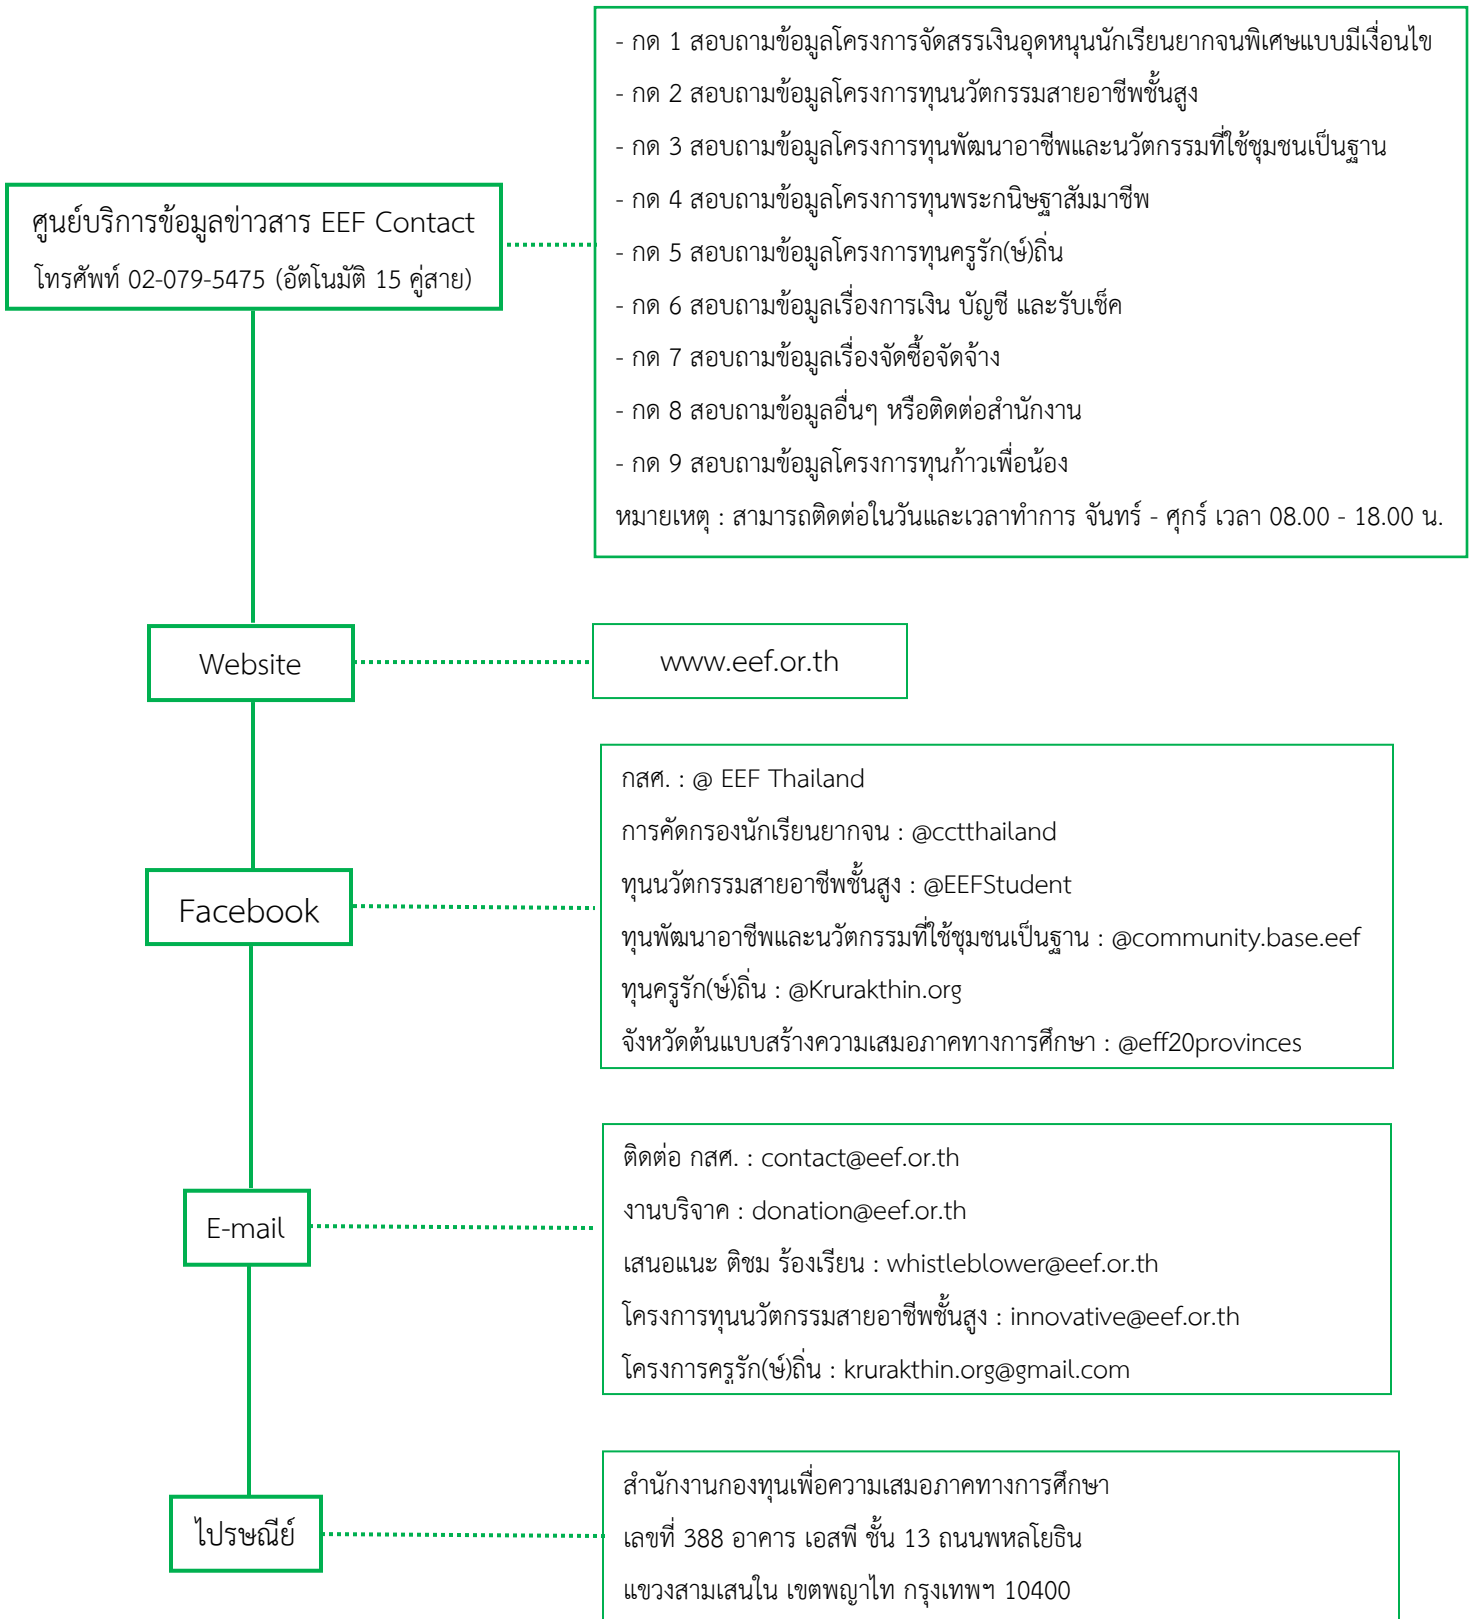 - กด 1 สอบถามข้อมูลโครงการจัดสรรเงินอุดหนุนนักเรียนยากจนพิเศษแบบมีเงื่อนไข
- กด 2 สอบถามข้อมูลโครงการทุนนวัตกรรมสายอาชีพชั้นสูง
- กด 3 สอบถามข้อมูลโครงการทุนพัฒนาอาชีพและนวัตกรรมที่ใช้ชุมชนเป็นฐาน
- กด 4 สอบถามข้อมูลโครงการทุนพระกนิษฐาสัมมาชีพ
- กด 5 สอบถามข้อมูลโครงการทุนครูรัก(ษ์)ถิ่น
- กด 6 สอบถามข้อมูลเรื่องการเงิน บัญชี และรับเช็ค
- กด 7 สอบถามข้อมูลเรื่องจัดซื้อจัดจ้าง
- กด 8 สอบถามข้อมูลอื่นๆ หรือติดต่อสำนักงาน
- กด 9 สอบถามข้อมูลโครงการทุนก้าวเพื่อน้อง
หมายเหตุ : สามารถติดต่อในวันและเวลาทำการ จันทร์ - ศุกร์ เวลา 08.00 - 18.00 น.
ศูนย์บริการข้อมูลข่าวสาร EEF Contact
โทรศัพท์ 02-079-5475 (อัตโนมัติ 15 คู่สาย)
Website
www.eef.or.th
Facebook
กสศ. : @ EEF Thailand
การคัดกรองนักเรียนยากจน : @cctthailand
ทุนนวัตกรรมสายอาชีพชั้นสูง : @EEFStudent
ทุนพัฒนาอาชีพและนวัตกรรมที่ใช้ชุมชนเป็นฐาน : @community.base.eef
ทุนครูรัก(ษ์)ถิ่น : @Krurakthin.org
จังหวัดต้นแบบสร้างความเสมอภาคทางการศึกษา : @eff20provinces
E-mail
ติดต่อ กสศ. : contact@eef.or.th
งานบริจาค : donation@eef.or.th
เสนอแนะ ติชม ร้องเรียน : whistleblower@eef.or.th
โครงการทุนนวัตกรรมสายอาชีพชั้นสูง : innovative@eef.or.th
โครงการครูรัก(ษ์)ถิ่น : krurakthin.org@gmail.com
ไปรษณีย์
สำนักงานกองทุนเพื่อความเสมอภาคทางการศึกษา
เลขที่ 388 อาคาร เอสพี ชั้น 13 ถนนพหลโยธิน
แขวงสามเสนใน เขตพญาไท กรุงเทพฯ 10400